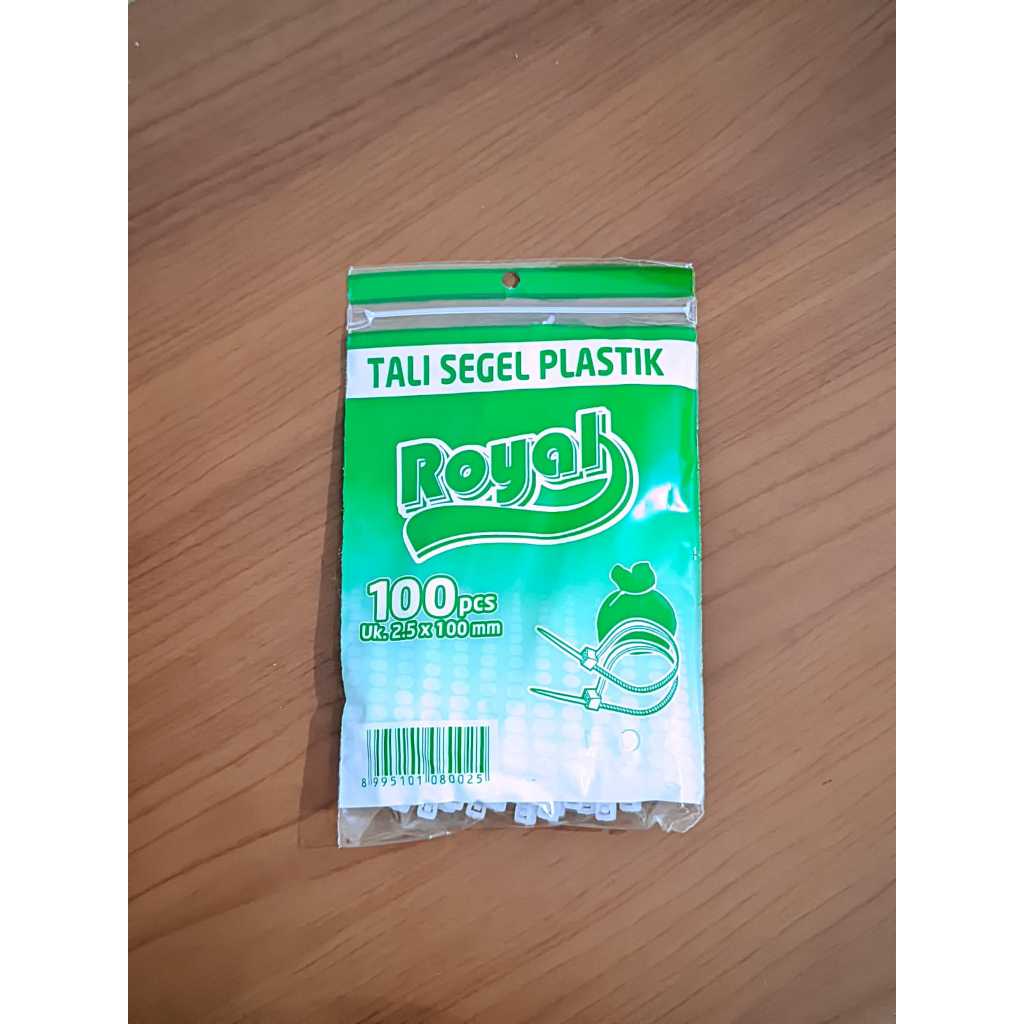 TALI SEGEL PLASTIK
Royal
100 pcs
Uk. 2.5 x 100 mm
8 995101 080025